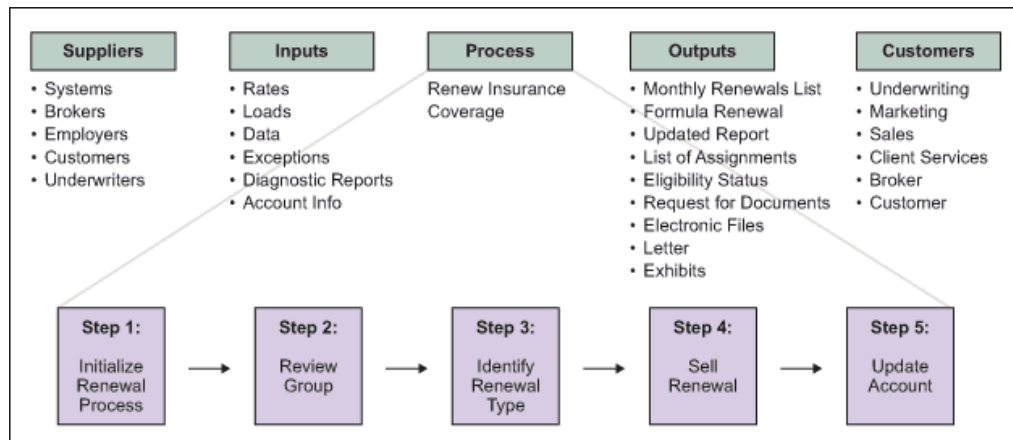 Suppliers
• Systems
• Brokers
• Employers
• Customers
• Underwriters
Inputs
• Rates
• Loads
• Data
• Exceptions
• Diagnostic Reports
• Account Info
Process
Renew Insurance
Coverage
Outputs
• Monthly Renewals List
• Formula Renewal
• Updated Report
• List of Assignments
• Eligibility Status
• Request for Documents
• Electronic Files
• Letter
• Exhibits
Customers
• Underwriting
• Marketing
• Sales
• Client Services
• Broker
• Customer
Step 1:
Initialize
Renewal
Process
Step 2:
Review
Group
Step 3:
Identify
Renewal
Type
Step 4:
Sell
Renewal
Step 5:
Update
Account